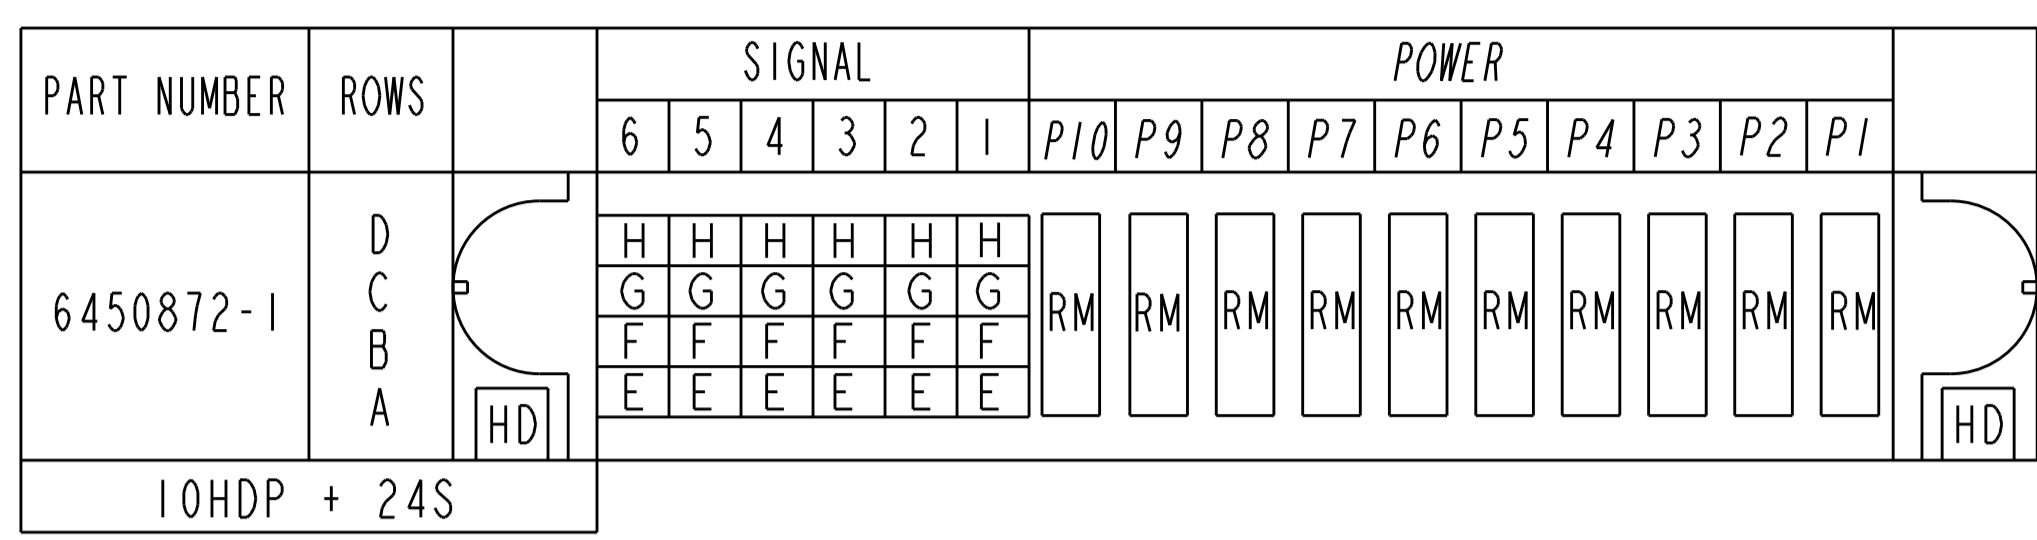 PART NUMBER ROWS SIGNAL POWER
6 5 4 3 2 1 P10 P9 P8 P7 P6 P5 P4 P3 P2 P1
D H H H H H H
C G G G G G G
6450872-1 RM RM RM RM RM RM RM RM RM RM
B F F F F F F
A E E E E E E
HD HD
10HDP + 24S